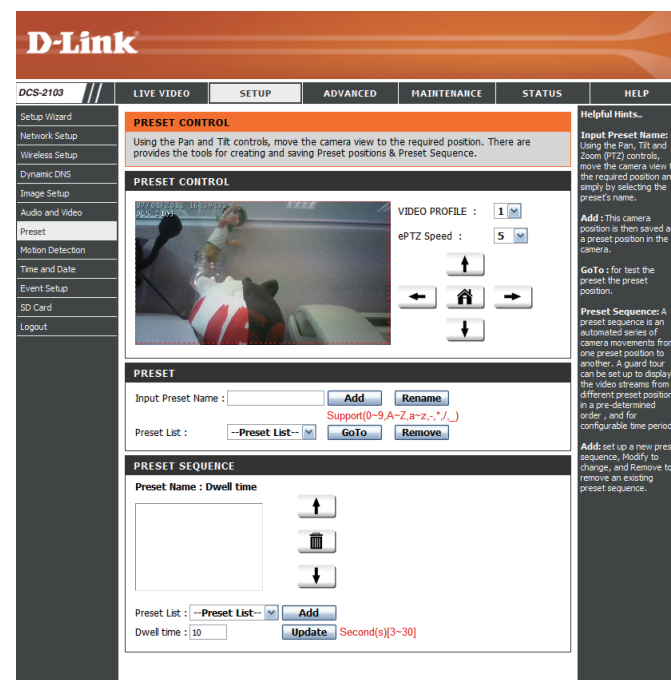 D-Link
DCS-2103
LIVE VIDEO
SETUP
ADVANCED
MAINTENANCE
STATUS
HELP
Setup Wizard
Network Setup
Wireless Setup
Dynamic DNS
Image Setup
Audio and Video
Preset
Motion Detection
Time and Date
Event Setup
SD Card
Logout
PRESET CONTROL
Using the Pan and Tilt controls, move the camera view to the required position. There are
provides the tools for creating and saving Preset positions & Preset Sequence.
PRESET CONTROL
DCS-2103
VIDEO PROFILE :
1
ePTZ Speed :
5
PRESET
Input Preset Name :
Add
Rename
Support(0~9,A~Z,a~z,-,*,/,_)
Preset List :
--Preset List--
GoTo
Remove
PRESET SEQUENCE
Preset Name : Dwell time
Preset List :
--Preset List--
Add
Dwell time :
10
Update
Second(s)[3~30]
Helpful Hints..
Input Preset Name:
Using the Pan, Tilt and
Zoom (PTZ) controls,
move the camera view t
the required position an
simply by selecting the
preset's name.
Add : This camera
position is then saved a
a preset position in the
camera.
GoTo : for test the
preset the preset
position.
Preset Sequence: A
preset sequence is an
automated series of
camera movements fror
one preset position to
another. A guard tour
can be set up to display
the video streams from
different preset position
in a pre-determined
order , and for
configurable time period
Add: set up a new pres
sequence, Modify to
change, and Remove to
remove an existing
preset sequence.